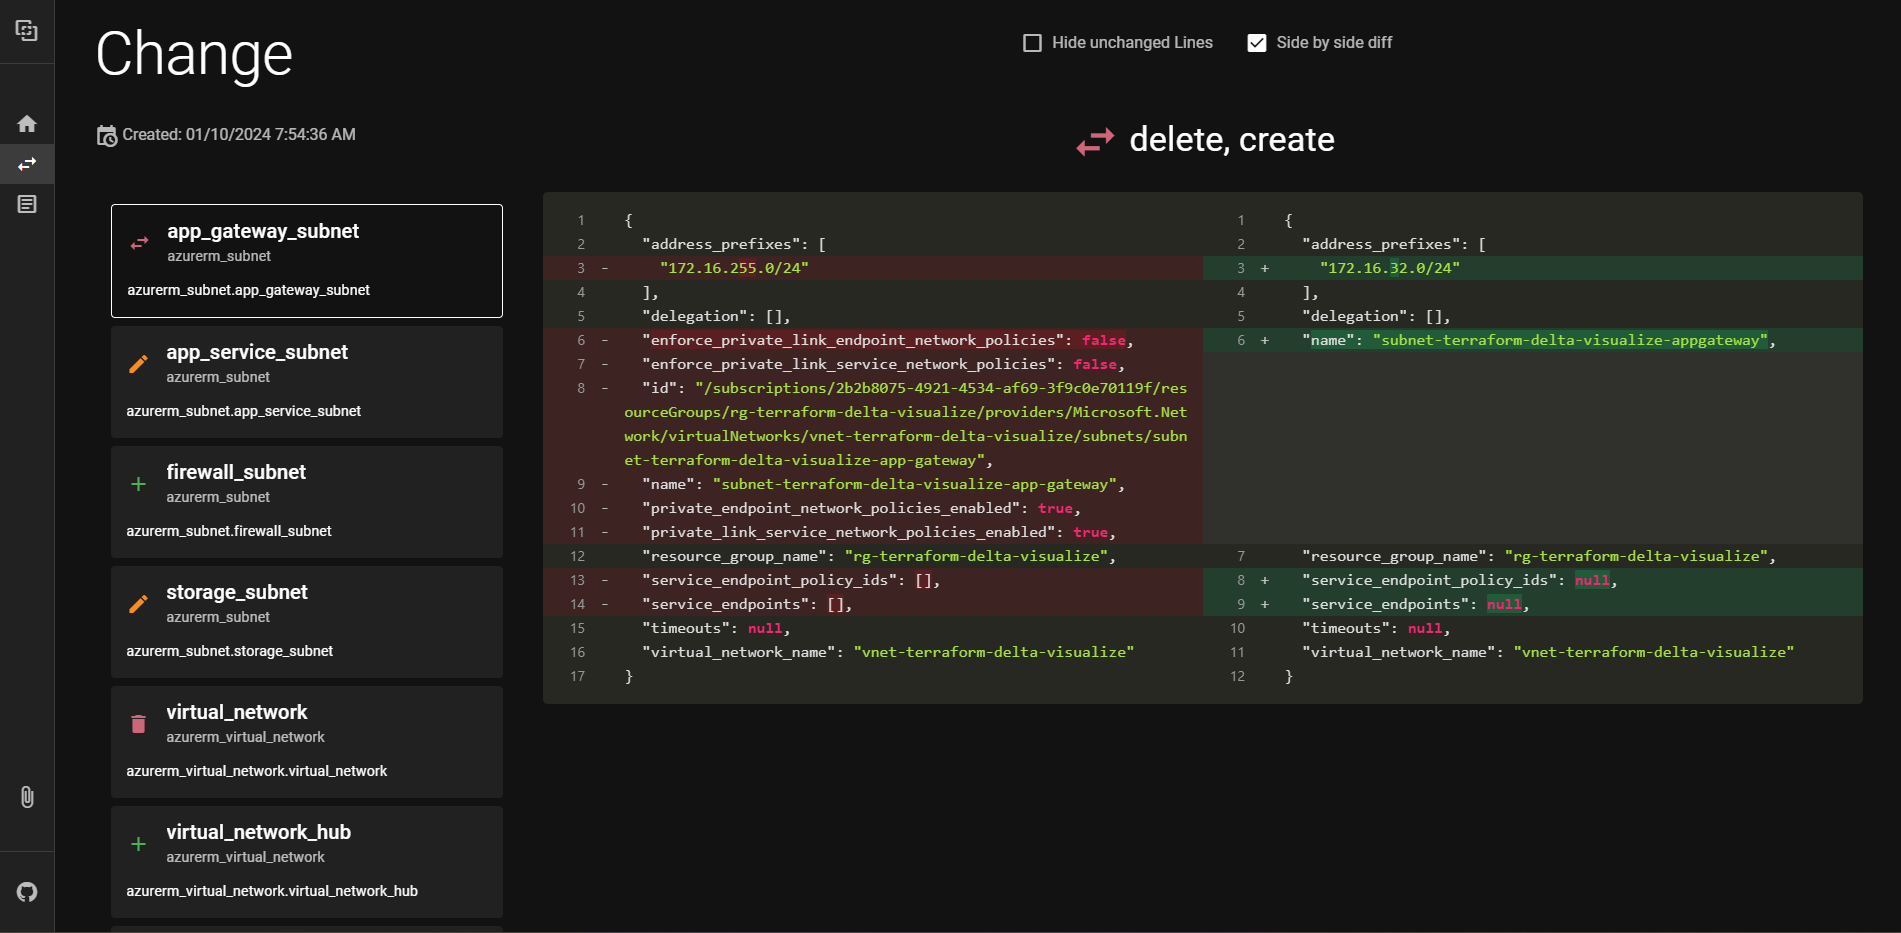 Change
Hide unchanged Lines
Side by side diff
Created: 01/10/2024 7:54:36 AM
delete, create
app_gateway_subnet
azurerm_subnet
azurerm_subnet.app_gateway_subnet
app_service_subnet
azurerm_subnet
azurerm_subnet.app_service_subnet
firewall_subnet
azurerm_subnet
azurerm_subnet.firewall_subnet
storage_subnet
azurerm_subnet
azurerm_subnet.storage_subnet
virtual_network
azurerm_virtual_network
azurerm_virtual_network.virtual_network
virtual_network_hub
azurerm_virtual_network
azurerm_virtual_network.virtual_network_hub
1 {
2 "address_prefixes": [
3 - "172.16.255.0/24"
4 ],
5 "delegation": [],
6 - "enforce_private_link_endpoint_network_policies": false,
7 - "enforce_private_link_service_network_policies": false,
8 - "id": "/subscriptions/2b2b8075-4921-4534-af69-3f9c0e70119f/res
ourceGroups/rg-terraform-delta-visualize/providers/Microsoft.Net
work/virtualNetworks/vnet-terraform-delta-visualize/subnets/subn
et-terraform-delta-visualize-app-gateway",
9 - "name": "subnet-terraform-delta-visualize-app-gateway",
10 - "private_endpoint_network_policies_enabled": true,
11 - "private_link_service_network_policies_enabled": true,
12 "resource_group_name": "rg-terraform-delta-visualize",
13 - "service_endpoint_policy_ids": [],
14 - "service_endpoints": [],
15 "timeouts": null,
16 "virtual_network_name": "vnet-terraform-delta-visualize"
17 }
1 {
2 "address_prefixes": [
3 + "172.16.32.0/24"
4 ],
5 "delegation": [],
6 + "name": "subnet-terraform-delta-visualize-appgateway",
7 "resource_group_name": "rg-terraform-delta-visualize",
8 + "service_endpoint_policy_ids": null,
9 + "service_endpoints": null,
10 "timeouts": null,
11 "virtual_network_name": "vnet-terraform-delta-visualize"
12 }